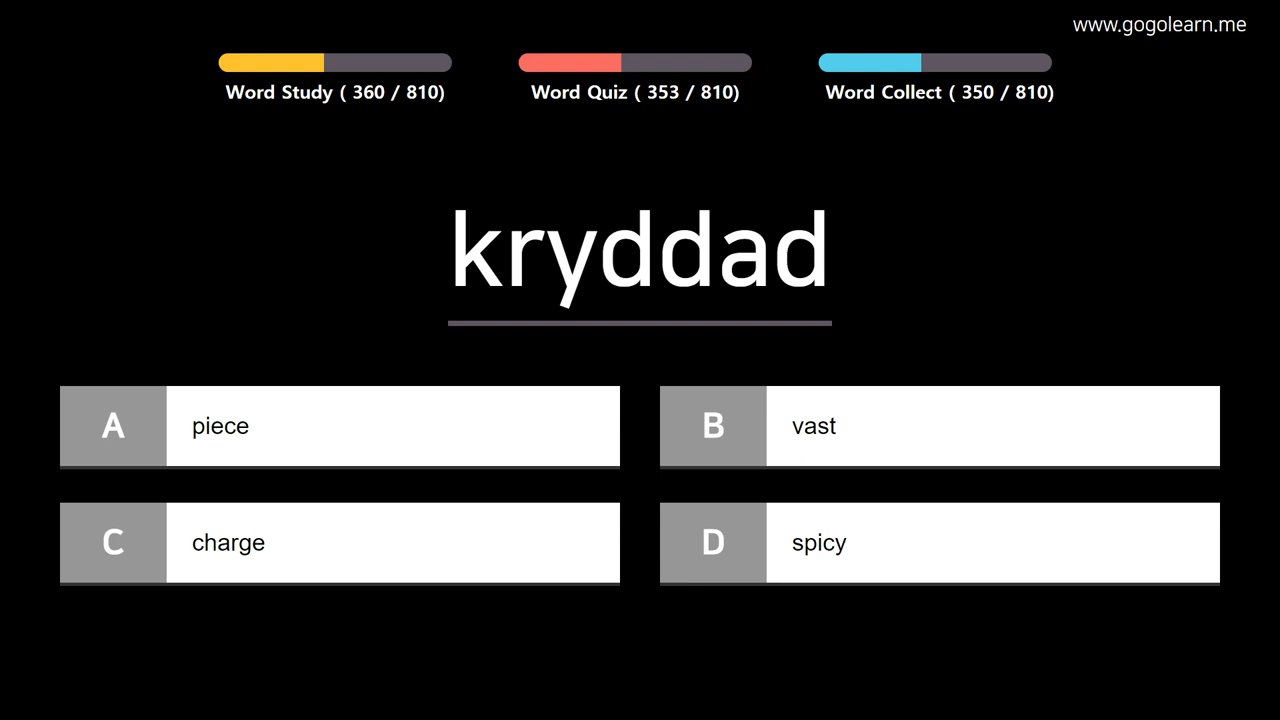 www.gogolearn.me
Word Study ( 360 / 810)
Word Quiz ( 353 / 810)
Word Collect ( 350 / 810)
kryddad
A piece
B vast
C charge
D spicy